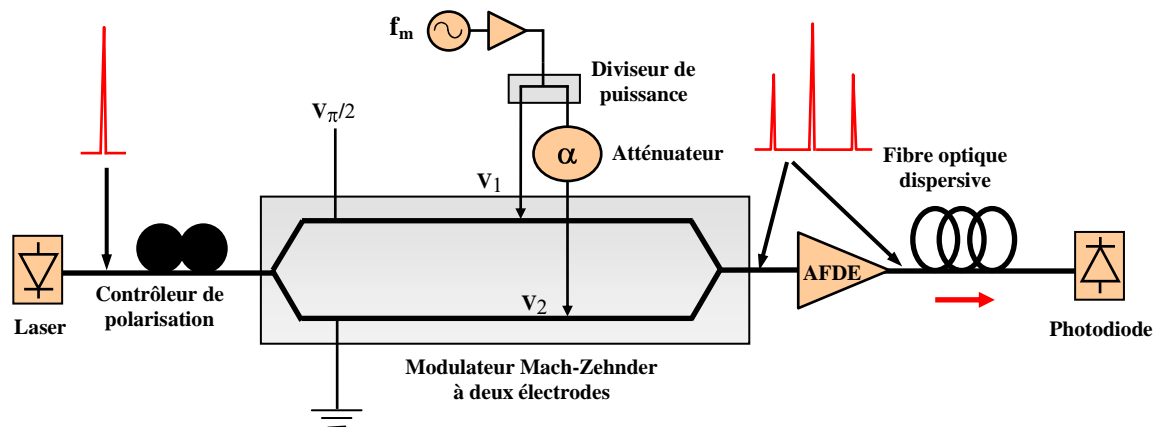 fm
Diviseur de
puissance
Vπ/2
α
Atténuateur
V1
Fibre optique
dispersive
AFDE
Contrôleur de
polarisation
V2
Laser
Photodiode
Modulateur Mach-Zehnder
à deux électrodes